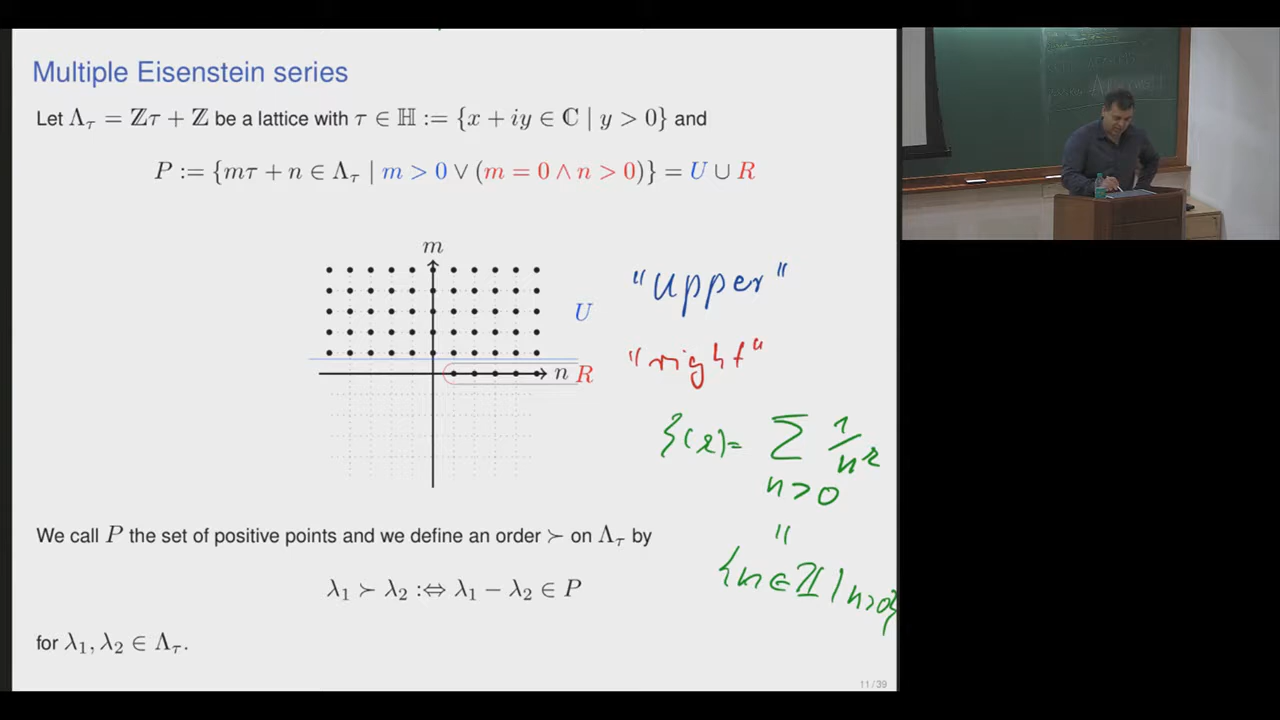 Multiple Eisenstein series
Let Λ_τ = ℤτ + ℤ be a lattice with τ ∈ ℍ := {x + iy ∈ ℂ | y > 0} and
P := {mτ + n ∈ Λ_τ | m > 0 ∨ (m = 0 ∧ n > 0)} = U ∪ R
m
"Upper"
U
"right"
n R
ζ(2)= ∑ 1/n²
n>0
"
{n ∈ ℤ | n>0}
We call P the set of positive points and we define an order ≻ on Λ_τ by
λ₁ ≻ λ₂ :⇔ λ₁ − λ₂ ∈ P
for λ₁, λ₂ ∈ Λ_τ.
11 / 39